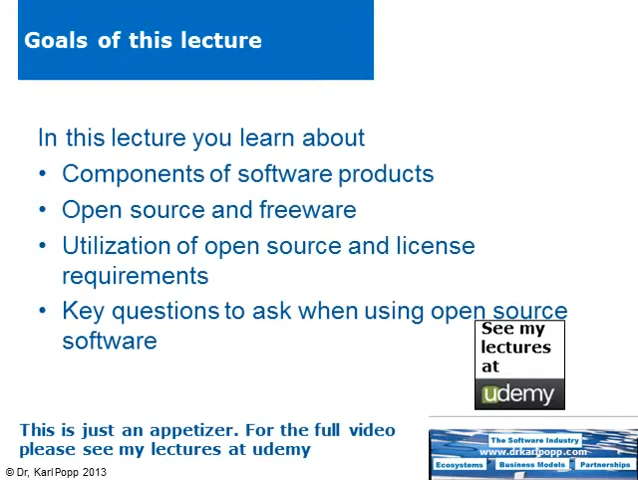 Goals of this lecture
In this lecture you learn about
• Components of software products
• Open source and freeware
• Utilization of open source and license
requirements
• Key questions to ask when using open source
software
See my
lectures
at
udemy
This is just an appetizer. For the full video
please see my lectures at udemy
The Software Industry
www.drkarlpopp.com
Ecosystems Business Models Partnerships
© Dr, Karl Popp 2013